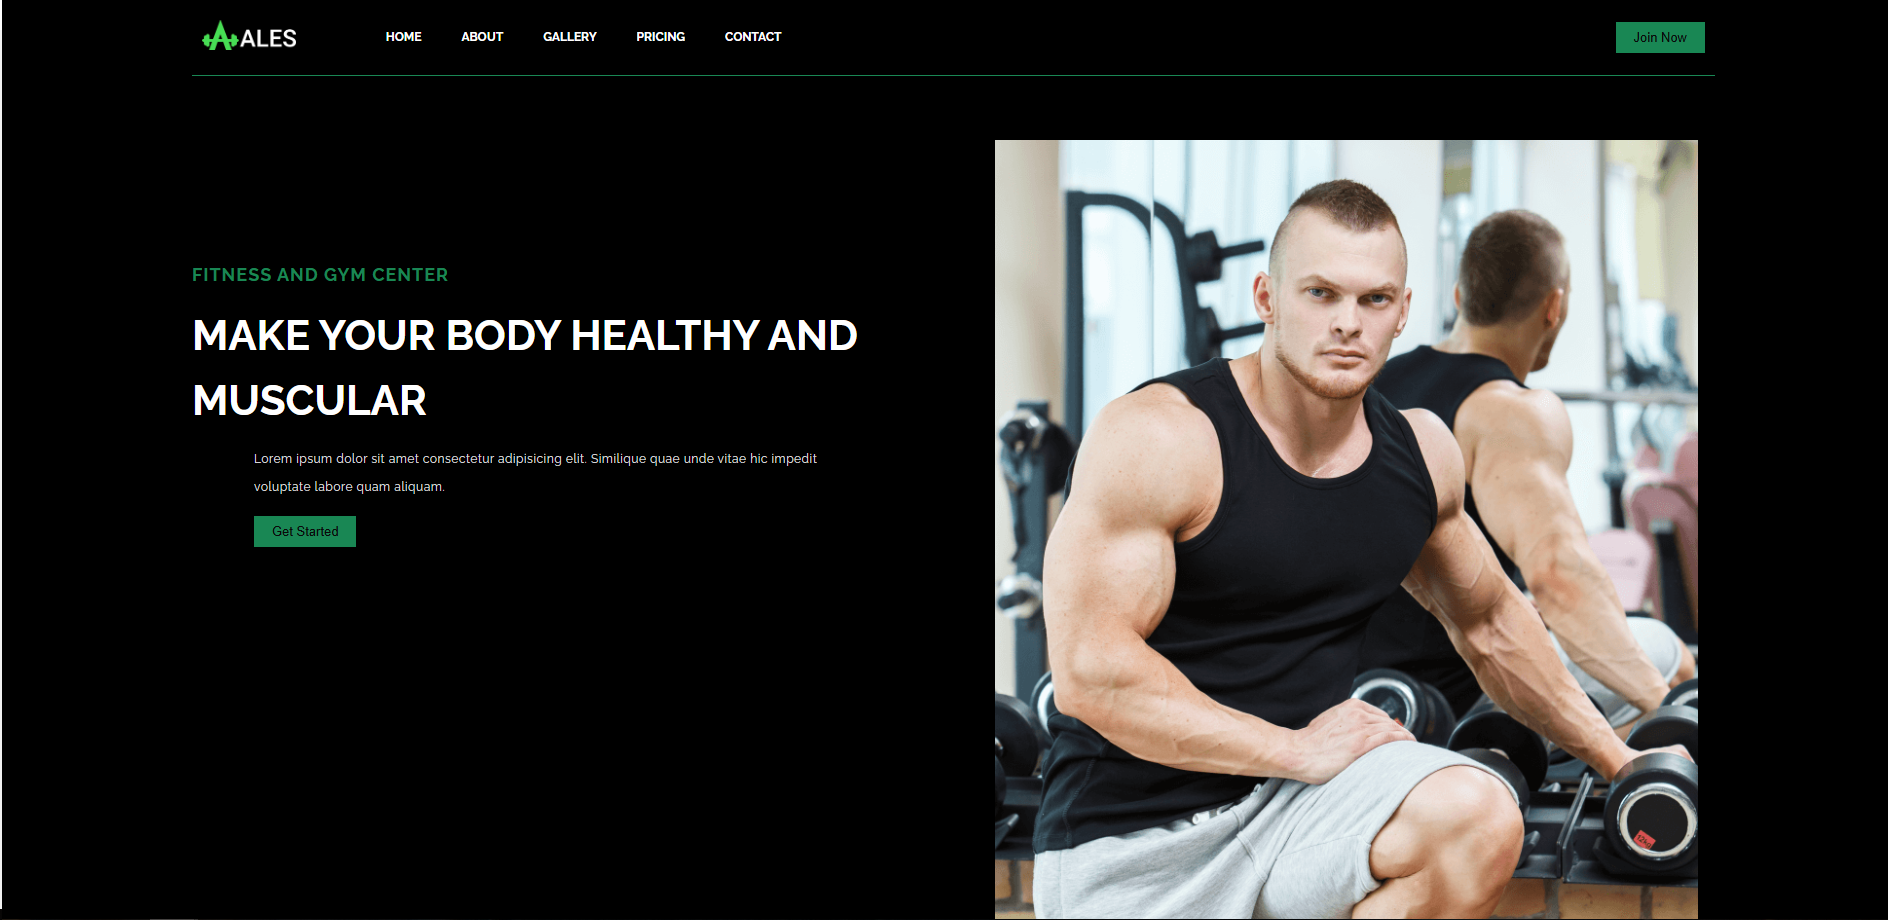 ALES
HOME ABOUT GALLERY PRICING CONTACT
Join Now
FITNESS AND GYM CENTER
MAKE YOUR BODY HEALTHY AND
MUSCULAR
Lorem ipsum dolor sit amet consectetur adipisicing elit. Similique quae unde vitae hic impedit
voluptate labore quam aliquam.
Get Started